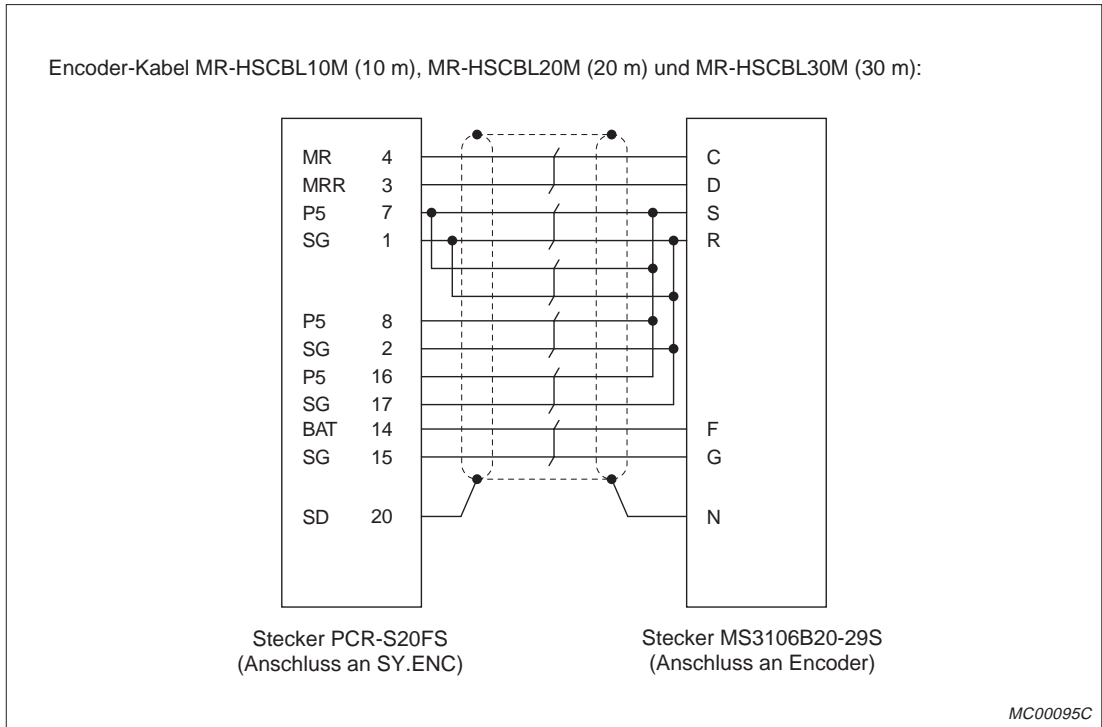 Encoder-Kabel MR-HSCBL10M (10 m), MR-HSCBL20M (20 m) und MR-HSCBL30M (30 m):
MR 4 C
MRR 3 D
P5 7 S
SG 1 R
P5 8
SG 2
P5 16
SG 17
BAT 14 F
SG 15 G
SD 20 N
Stecker PCR-S20FS
(Anschluss an SY.ENC)
Stecker MS3106B20-29S
(Anschluss an Encoder)
MC00095C